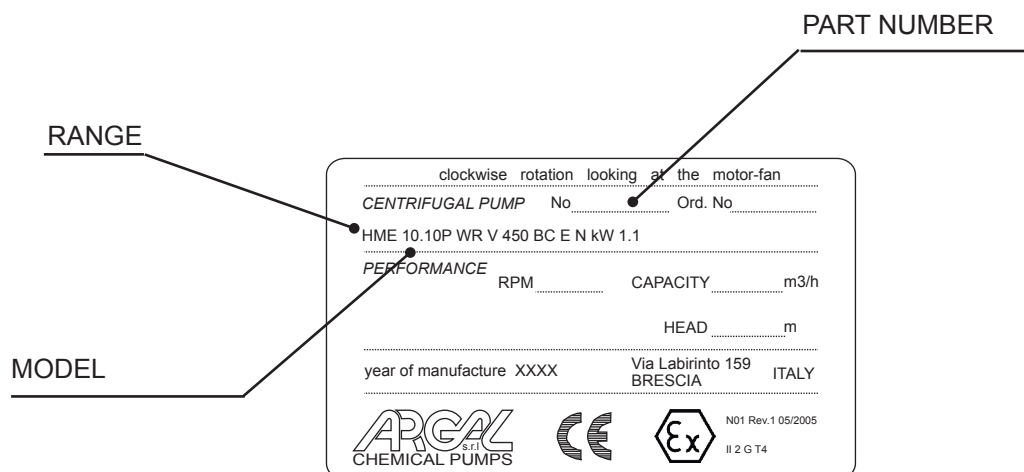 PART NUMBER
RANGE
clockwise rotation looking at the motor-fan
CENTRIFUGAL PUMP No Ord. No
HME 10.10P WR V 450 BC E N kW 1.1
PERFORMANCE
RPM CAPACITY m3/h
HEAD m
MODEL
year of manufacture XXXX Via Labirinto 159
BRESCIA ITALY
ARGAL
s.r.l
CHEMICAL PUMPS
CE
Ex
N01 Rev.1 05/2005
II 2 G T4